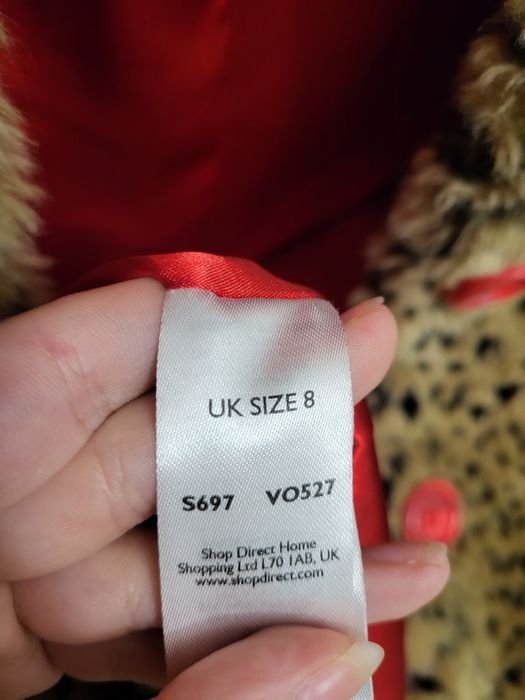 UK SIZE 8
S697 VO527
Shop Direct Home
Shopping Ltd L70 1AB, UK
www.shopdirect.com